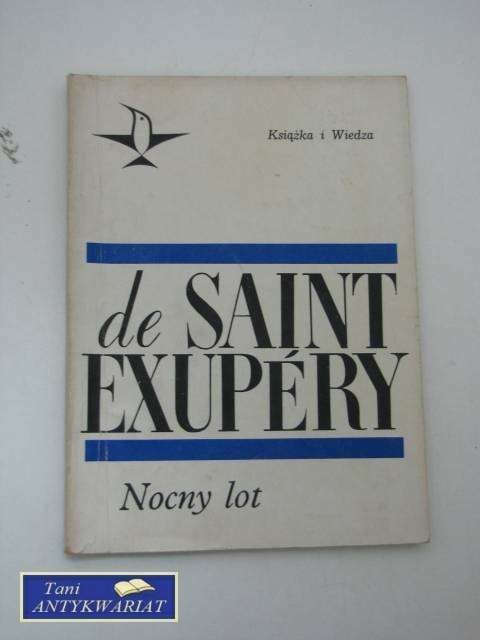 Książka i Wiedza
de SAINT
EXUPÉRY
Nocny lot
Tani
ANTYKWARIAT